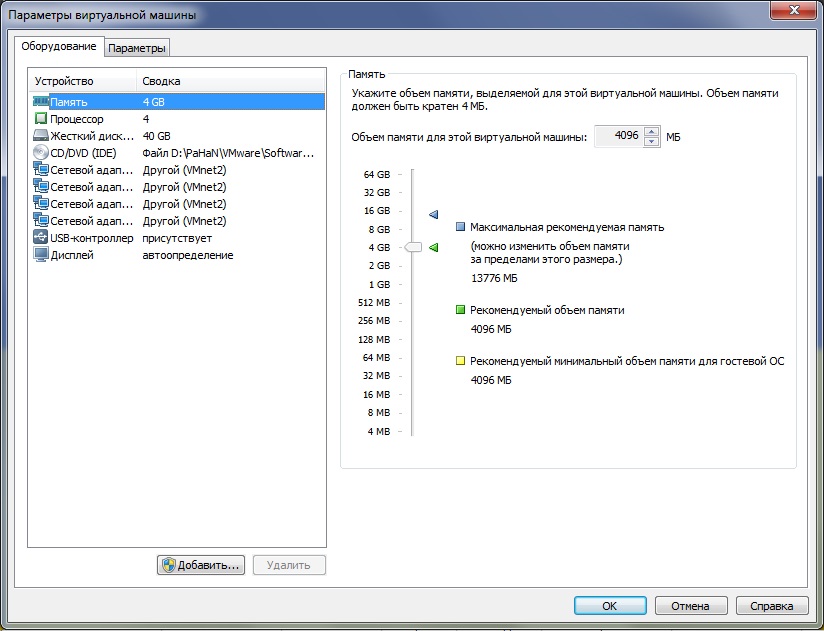 Параметры виртуальной машины
Оборудование Параметры
Устройство Сводка
Память 4 GB
Процессор 4
Жесткий диск... 40 GB
CD/DVD (IDE) Файл D:\PaHaN\VMware\Softwar...
Сетевой адап... Другой (VMnet2)
Сетевой адап... Другой (VMnet2)
Сетевой адап... Другой (VMnet2)
Сетевой адап... Другой (VMnet2)
USB-контроллер присутствует
Дисплей автоопределение
Добавить... Удалить
Память
Укажите объем памяти, выделяемой для этой виртуальной машины. Объем памяти
должен быть кратен 4 МБ.
Объем памяти для этой виртуальной машины: 4096 МБ
64 GB
32 GB
16 GB
8 GB
4 GB
2 GB
1 GB
512 MB
256 MB
128 MB
64 MB
32 MB
16 MB
8 MB
4 MB
Максимальная рекомендуемая память
(можно изменить объем памяти
за пределами этого размера.)
13776 МБ
Рекомендуемый объем памяти
4096 МБ
Рекомендуемый минимальный объем памяти для гостевой ОС
4096 МБ
OK Отмена Справка